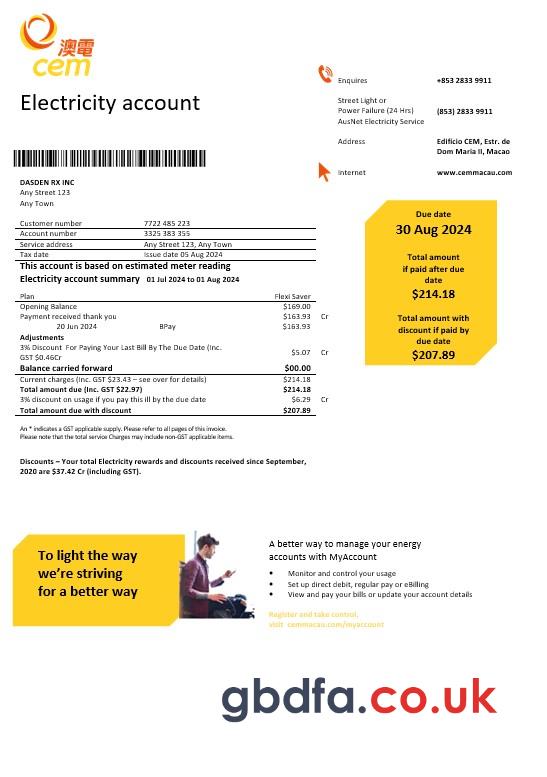 澳電
cem
Electricity account
Enquires +853 2833 9911
Street Light or
Power Failure (24 Hrs) (853) 2833 9911
AusNet Electricity Service
Address Edifício CEM, Estr. de
Dom Maria II, Macao
Internet www.cemmacau.com
DASDEN RX INC
Any Street 123
Any Town
Customer number 7722 485 223
Account number 3325 383 355
Service address Any Street 123, Any Town
Tax date Issue date 05 Aug 2024
This account is based on estimated meter reading
Electricity account summary 01 Jul 2024 to 01 Aug 2024
Plan Flexi Saver
Opening Balance $169.00
Payment received thank you $163.93 Cr
20 Jun 2024 BPay $163.93
Adjustments
3% Discount For Paying Your Last Bill By The Due Date (Inc.
GST $0.46Cr $5.07 Cr
Balance carried forward $00.00
Current charges (Inc. GST $23.43 – see over for details) $214.18
Total amount due (Inc. GST $22.97) $214.18
3% discount on usage if you pay this ill by the due date $6.29 Cr
Total amount due with discount $207.89
Due date
30 Aug 2024
Total amount
if paid after due
date
$214.18
Total amount with
discount if paid by
due date
$207.89
An * indicates a GST applicable supply. Please refer to all pages of this invoice.
Please note that the total service Charges may include non-GST applicable items.
Discounts – Your total Electricity rewards and discounts received since September,
2020 are $37.42 Cr (including GST).
To light the way
we're striving
for a better way
A better way to manage your energy
accounts with MyAccount
• Monitor and control your usage
• Set up direct debit, regular pay or eBilling
• View and pay your bills or update your account details
Register and take control,
visit cemmacau.com/myaccount
gbdfa.co.uk